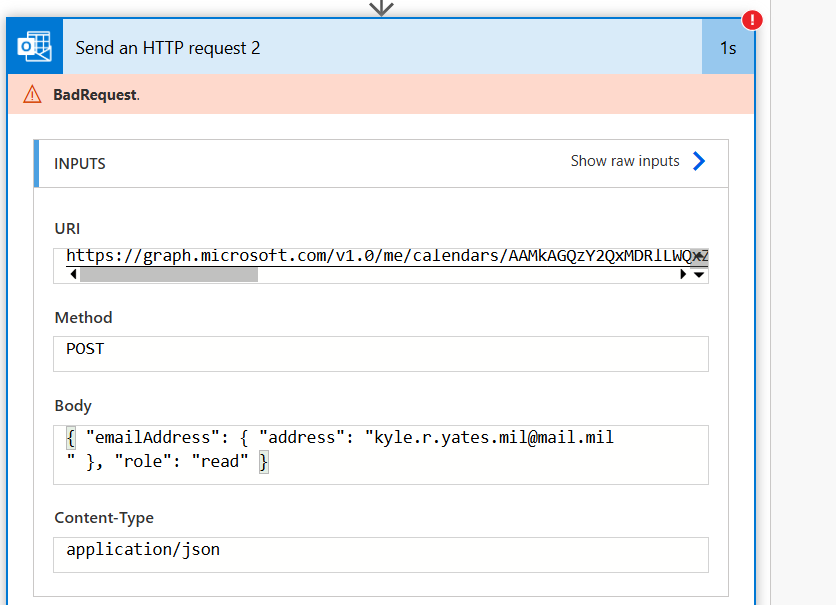 Send an HTTP request 2
1s
!
BadRequest.
INPUTS
Show raw inputs
URI
https://graph.microsoft.com/v1.0/me/calendars/AAMkAGQzY2QxMDRlLWQxZ
Method
POST
Body
{ "emailAddress": { "address": "kyle.r.yates.mil@mail.mil
" }, "role": "read" }
Content-Type
application/json